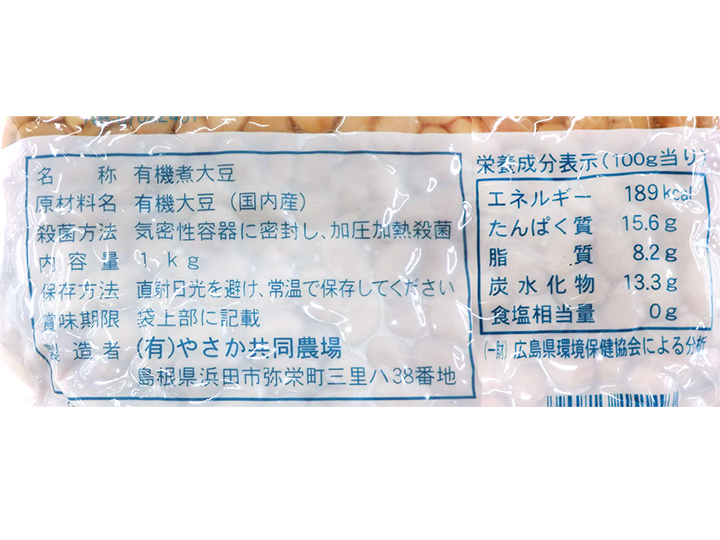 名称 有機煮大豆
原材料名 有機大豆（国内産）
殺菌方法 気密性容器に密封し、加圧加熱殺菌
内容量 1kg
保存方法 直射日光を避け、常温で保存してください
賞味期限 袋上部に記載
製造者 (有)やさか共同農場
島根県浜田市弥栄町三里ハ38番地
栄養成分表示(100g当り)
エネルギー 189kcal
たんぱく質 15.6g
脂質 8.2g
炭水化物 13.3g
食塩相当量 0g
(一財)広島県環境保健協会による分析